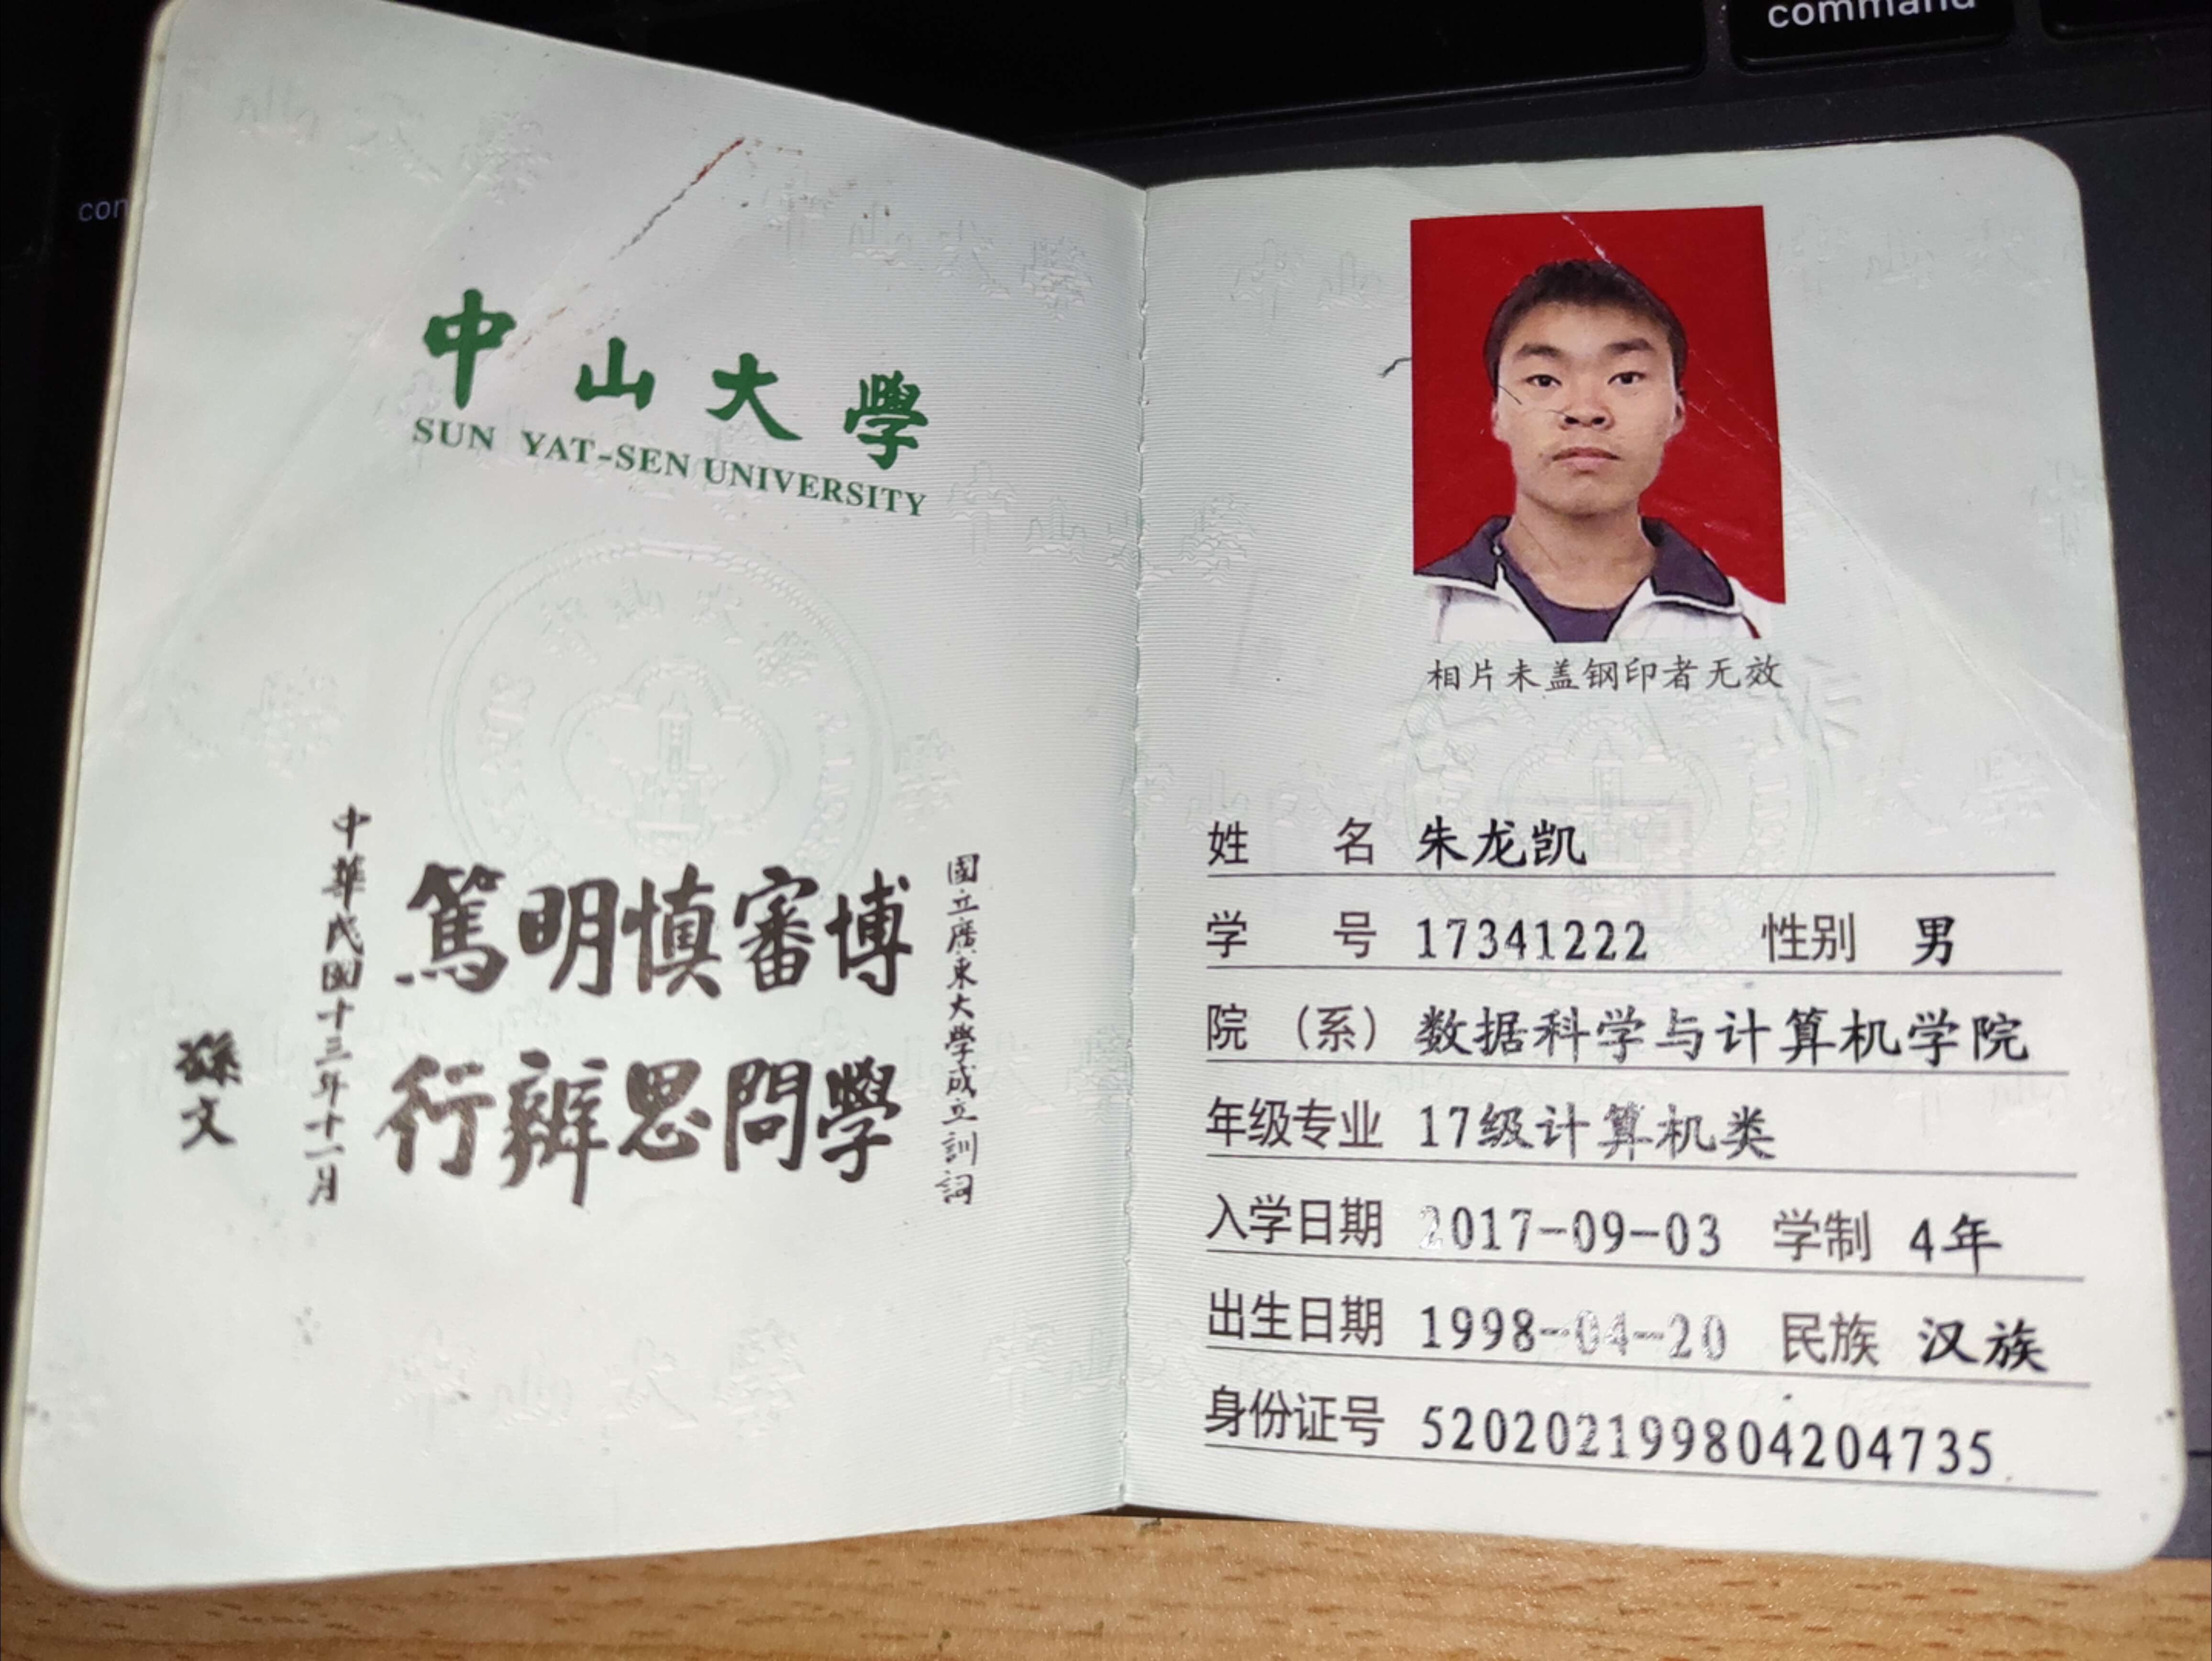 command
中山大學
SUN YAT-SEN UNIVERSITY
國立廣東大學成立訓詞
博學
審問
慎思
明辨
篤行
中華民國十三年十一月
孫文
相片未盖钢印者无效
姓名 朱龙凯
学号 17341222 性别 男
院（系） 数据科学与计算机学院
年级专业 17级计算机类
入学日期 2017-09-03 学制 4年
出生日期 1998-04-20 民族 汉族
身份证号 520202199804204735